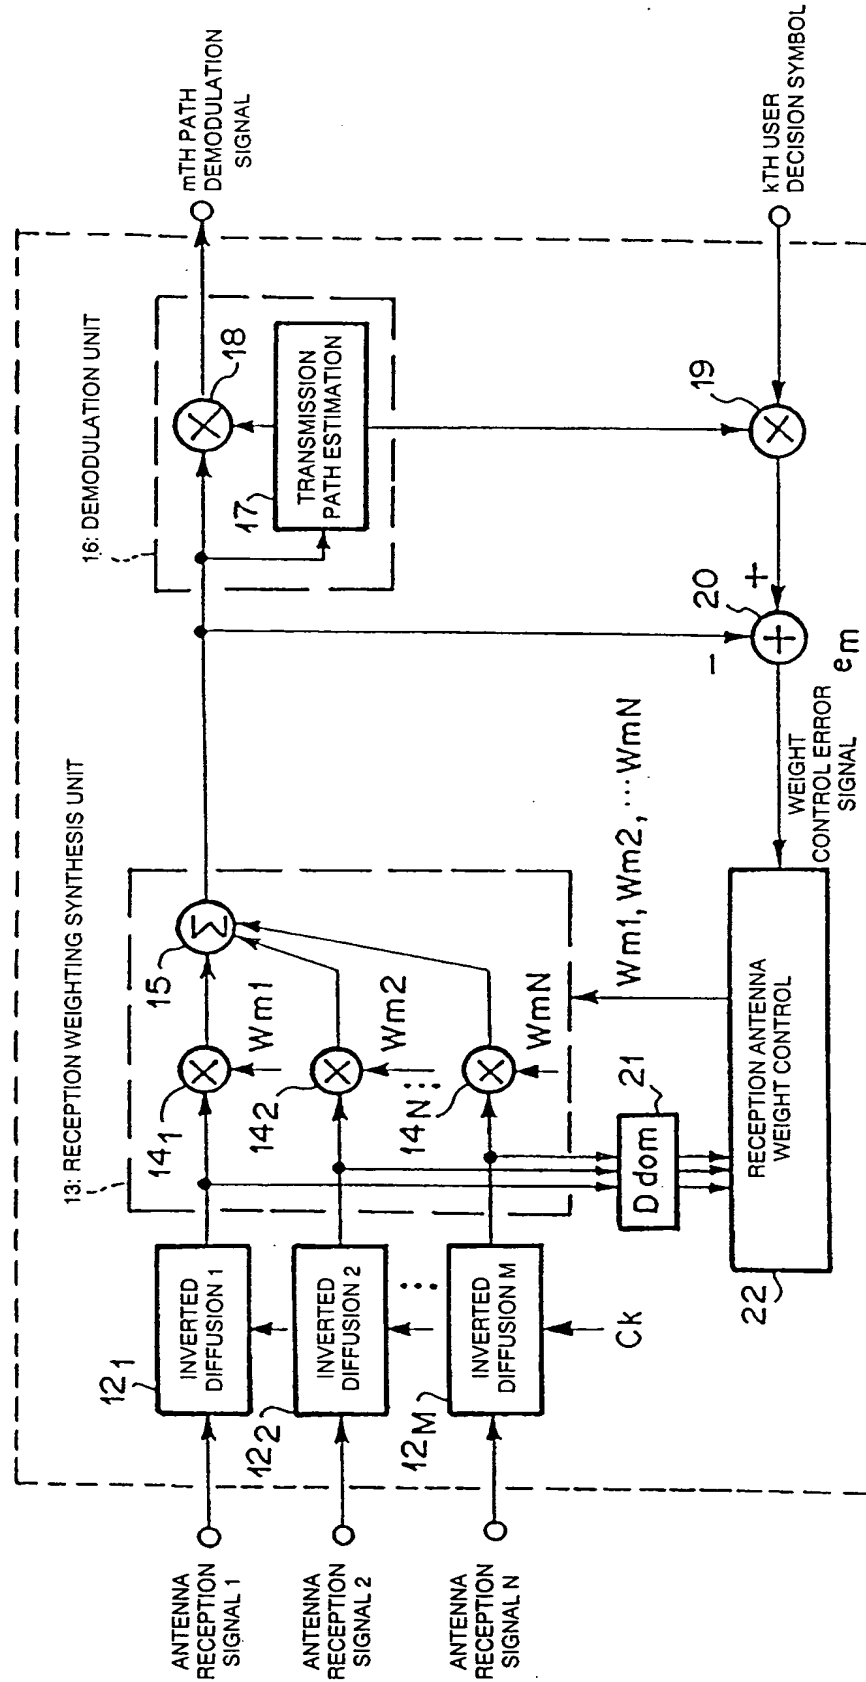 ANTENNA
RECEPTION
SIGNAL 1
ANTENNA
RECEPTION
SIGNAL 2
ANTENNA
RECEPTION
SIGNAL N
12₁
INVERTED
DIFFUSION 1
12₂
INVERTED
DIFFUSION 2
⋮
12M
INVERTED
DIFFUSION M
Ck
13: RECEPTION WEIGHTING SYNTHESIS UNIT
14₁
Wm1
14₂
Wm2
14N
⋮
WmN
15
Σ
16: DEMODULATION UNIT
17
TRANSMISSION
PATH ESTIMATION
18
mTH PATH
DEMODULATION
SIGNAL
kTH USER
DECISION SYMBOL
19
20
+
−
+
em
WEIGHT
CONTROL ERROR
SIGNAL
Wm1, Wm2, ⋯WmN
21
D dom
22
RECEPTION ANTENNA
WEIGHT CONTROL